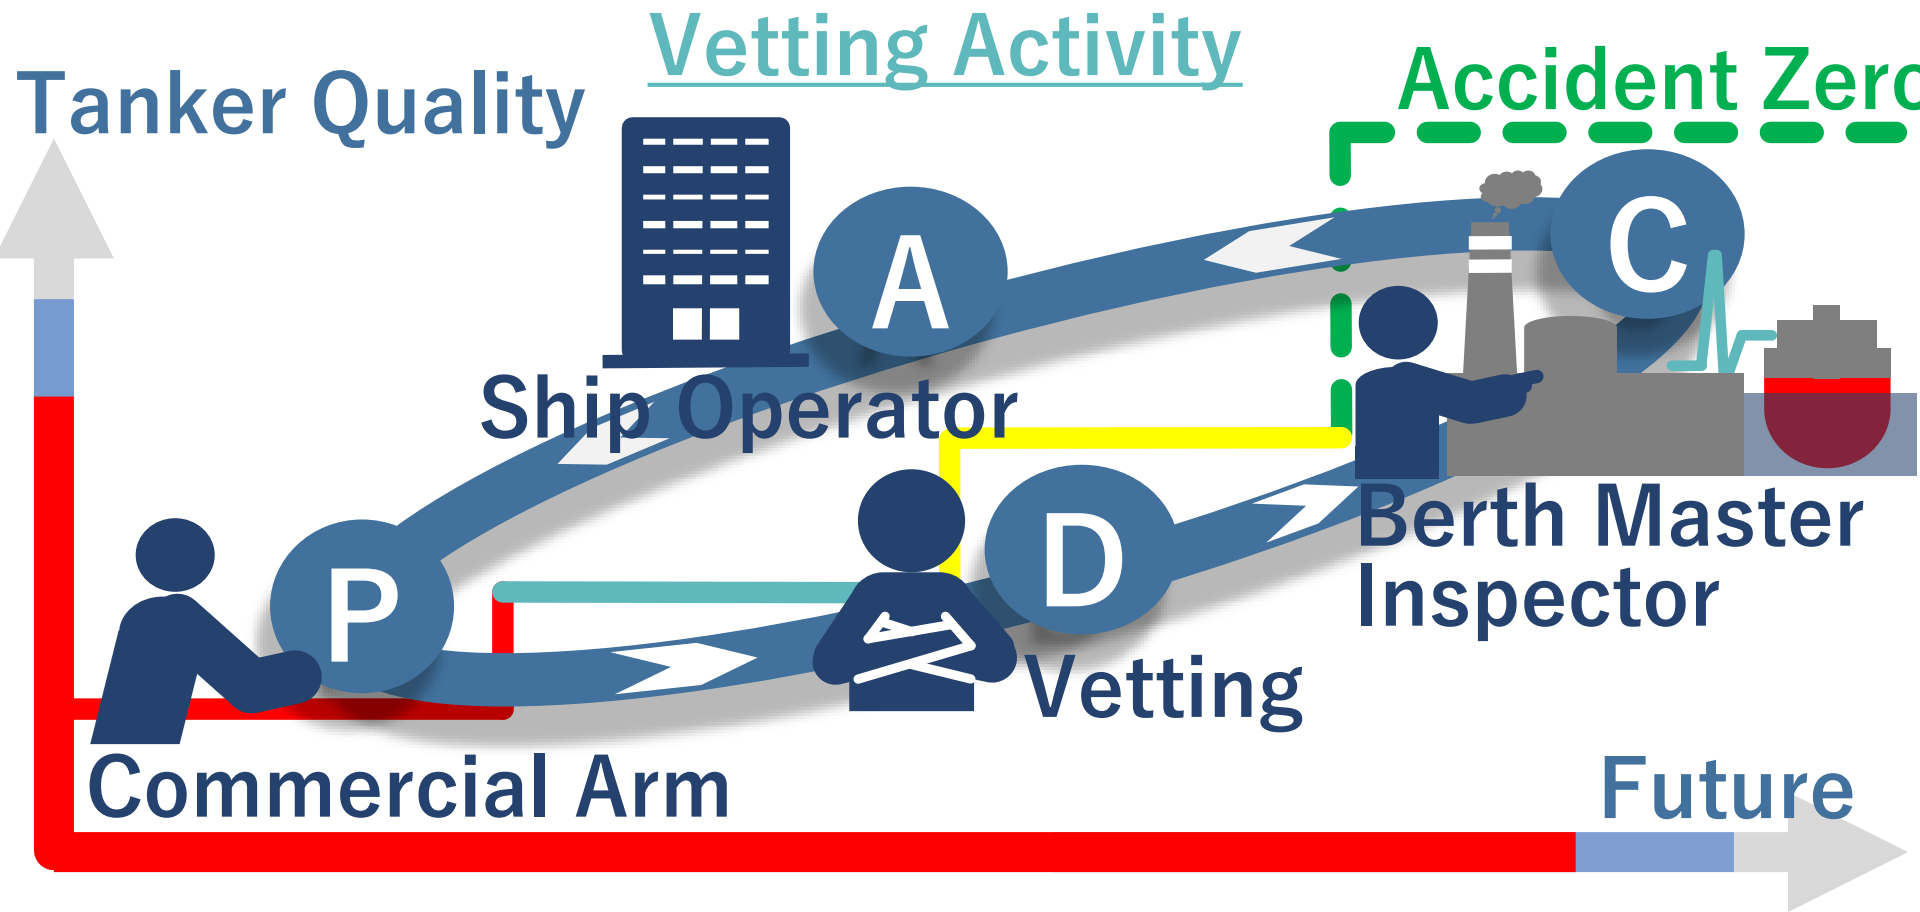 Vetting Activity
Tanker Quality
Accident Zero
A
C
Ship Operator
P
D
Berth Master
Inspector
Vetting
Commercial Arm
Future